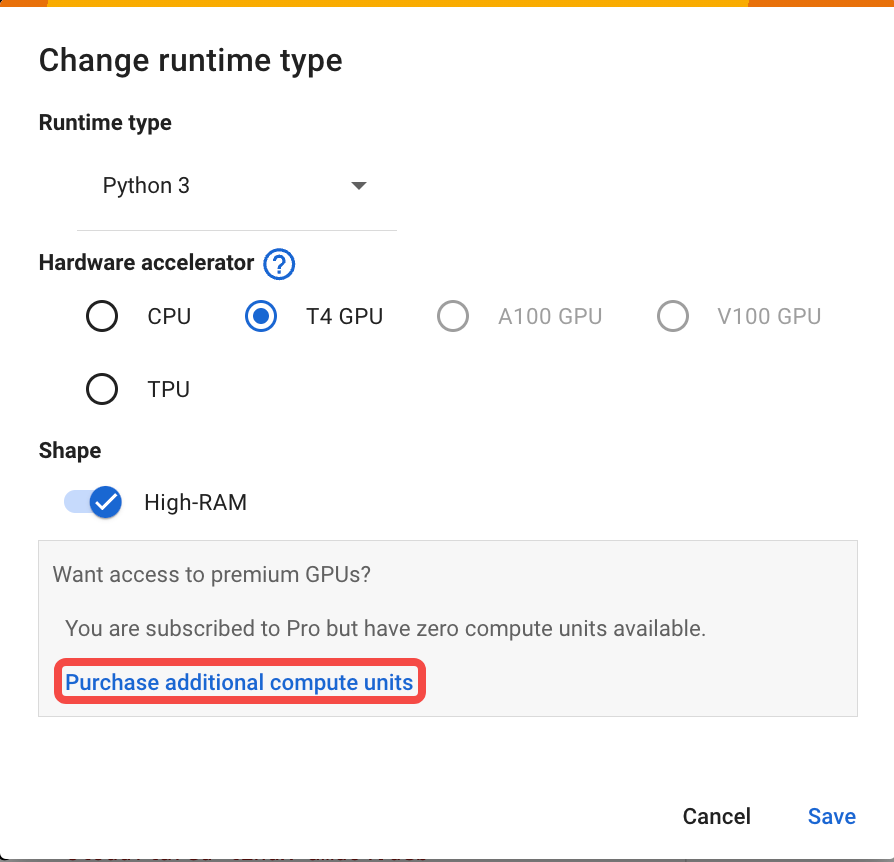 Change runtime type
Runtime type
Python 3
Hardware accelerator ?
CPU T4 GPU A100 GPU V100 GPU
TPU
Shape
High-RAM
Want access to premium GPUs?
You are subscribed to Pro but have zero compute units available.
Purchase additional compute units
Cancel Save